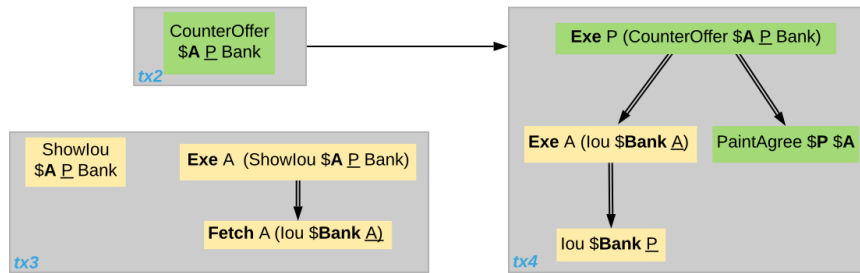 CounterOffer
$A P Bank
tx2
Exe P (CounterOffer $A P Bank)
Exe A (Iou $Bank A)
PaintAgree $P $A
Iou $Bank P
tx4
ShowIou
$A P Bank
Exe A (ShowIou $A P Bank)
Fetch A (Iou $Bank A)
tx3